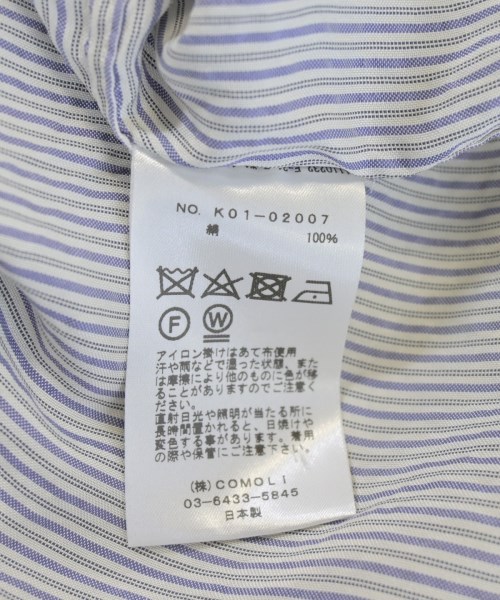 NO. K01-02007
絹 100%
F W
アイロン掛けはあて布使用
汗や雨などで湿った状態、また
は摩擦により他のものに色が移
ることがありますのでご注意く
ださい。
直射日光や照明が当たる所に
長時間置かれると、日焼けや
変色する事があります。着用
の際や保管にご注意下さい。
(株) COMOLI
03-6433-5845
日本製